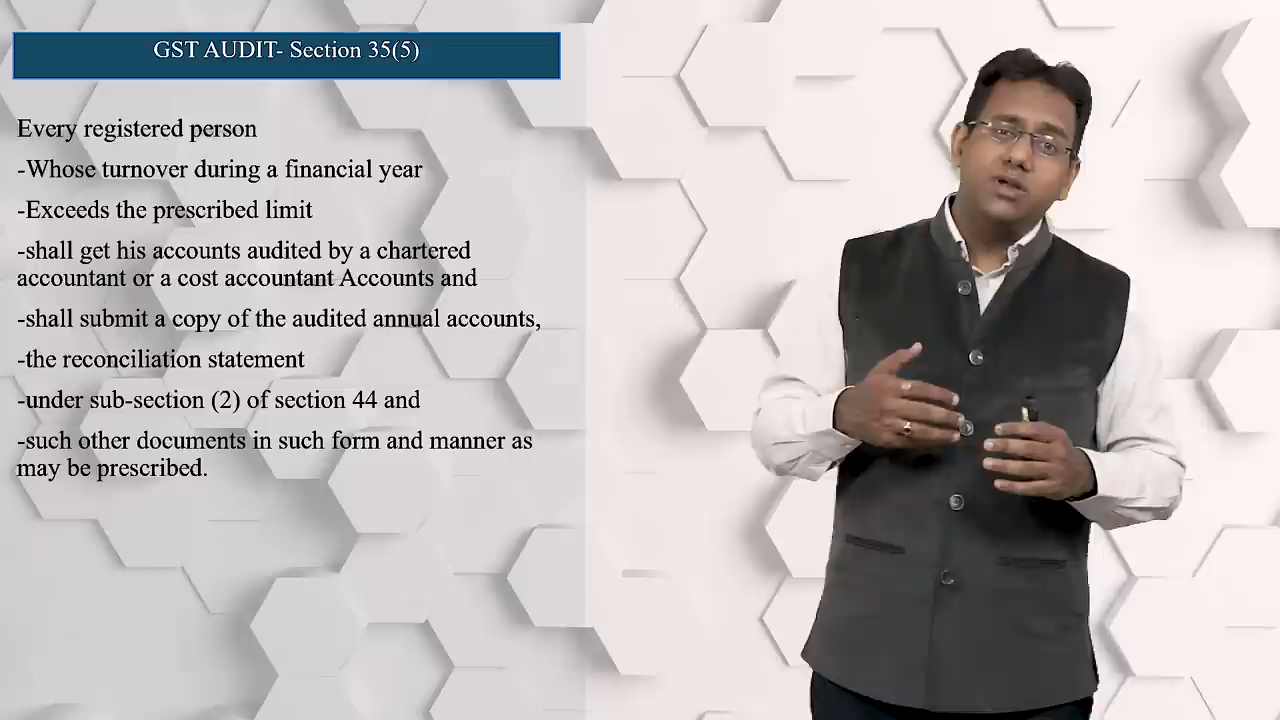 GST AUDIT- Section 35(5)
Every registered person
-Whose turnover during a financial year
-Exceeds the prescribed limit
-shall get his accounts audited by a chartered
accountant or a cost accountant Accounts and
-shall submit a copy of the audited annual accounts,
-the reconciliation statement
-under sub-section (2) of section 44 and
-such other documents in such form and manner as
may be prescribed.